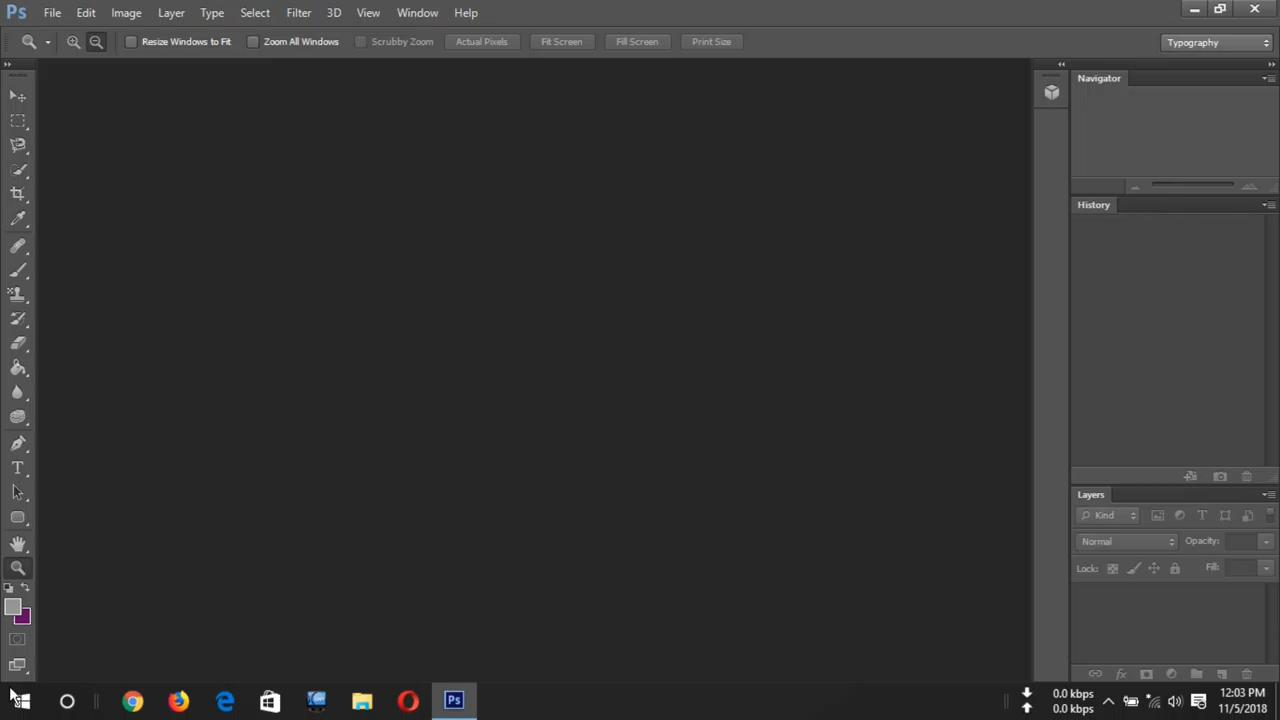 Ps File Edit Image Layer Type Select Filter 3D View Window Help
Resize Windows to Fit Zoom All Windows Scrubby Zoom Actual Pixels Fit Screen Fill Screen Print Size Typography
Navigator
History
Layers
Kind
Normal Opacity:
Lock: Fill:
Ps
0.0 kbps
0.0 kbps
12:03 PM
11/5/2018